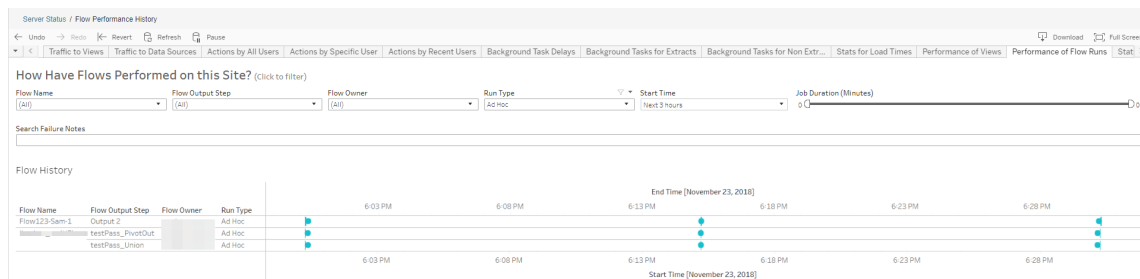 Server Status / Flow Performance History
← Undo → Redo Revert Refresh Pause Download Full Scree
Traffic to Views Traffic to Data Sources Actions by All Users Actions by Specific User Actions by Recent Users Background Task Delays Background Tasks for Extracts Background Tasks for Non Extr... Stats for Load Times Performance of Views Performance of Flow Runs Stat
How Have Flows Performed on this Site? (Click to filter)
Flow Name Flow Output Step Flow Owner Run Type Start Time Job Duration (Minutes)
(All) (All) (All) Ad Hoc Next 3 hours 0 0
Search Failure Notes
Flow History
End Time [November 23, 2018]
6:03 PM 6:08 PM 6:13 PM 6:18 PM 6:23 PM 6:28 PM
Flow Name Flow Output Step Flow Owner Run Type
Flow123-Sam-1 Output 2 Ad Hoc
testPass_PivotOut Ad Hoc
testPass_Union Ad Hoc
6:03 PM 6:08 PM 6:13 PM 6:18 PM 6:23 PM 6:28 PM
Start Time [November 23, 2018]